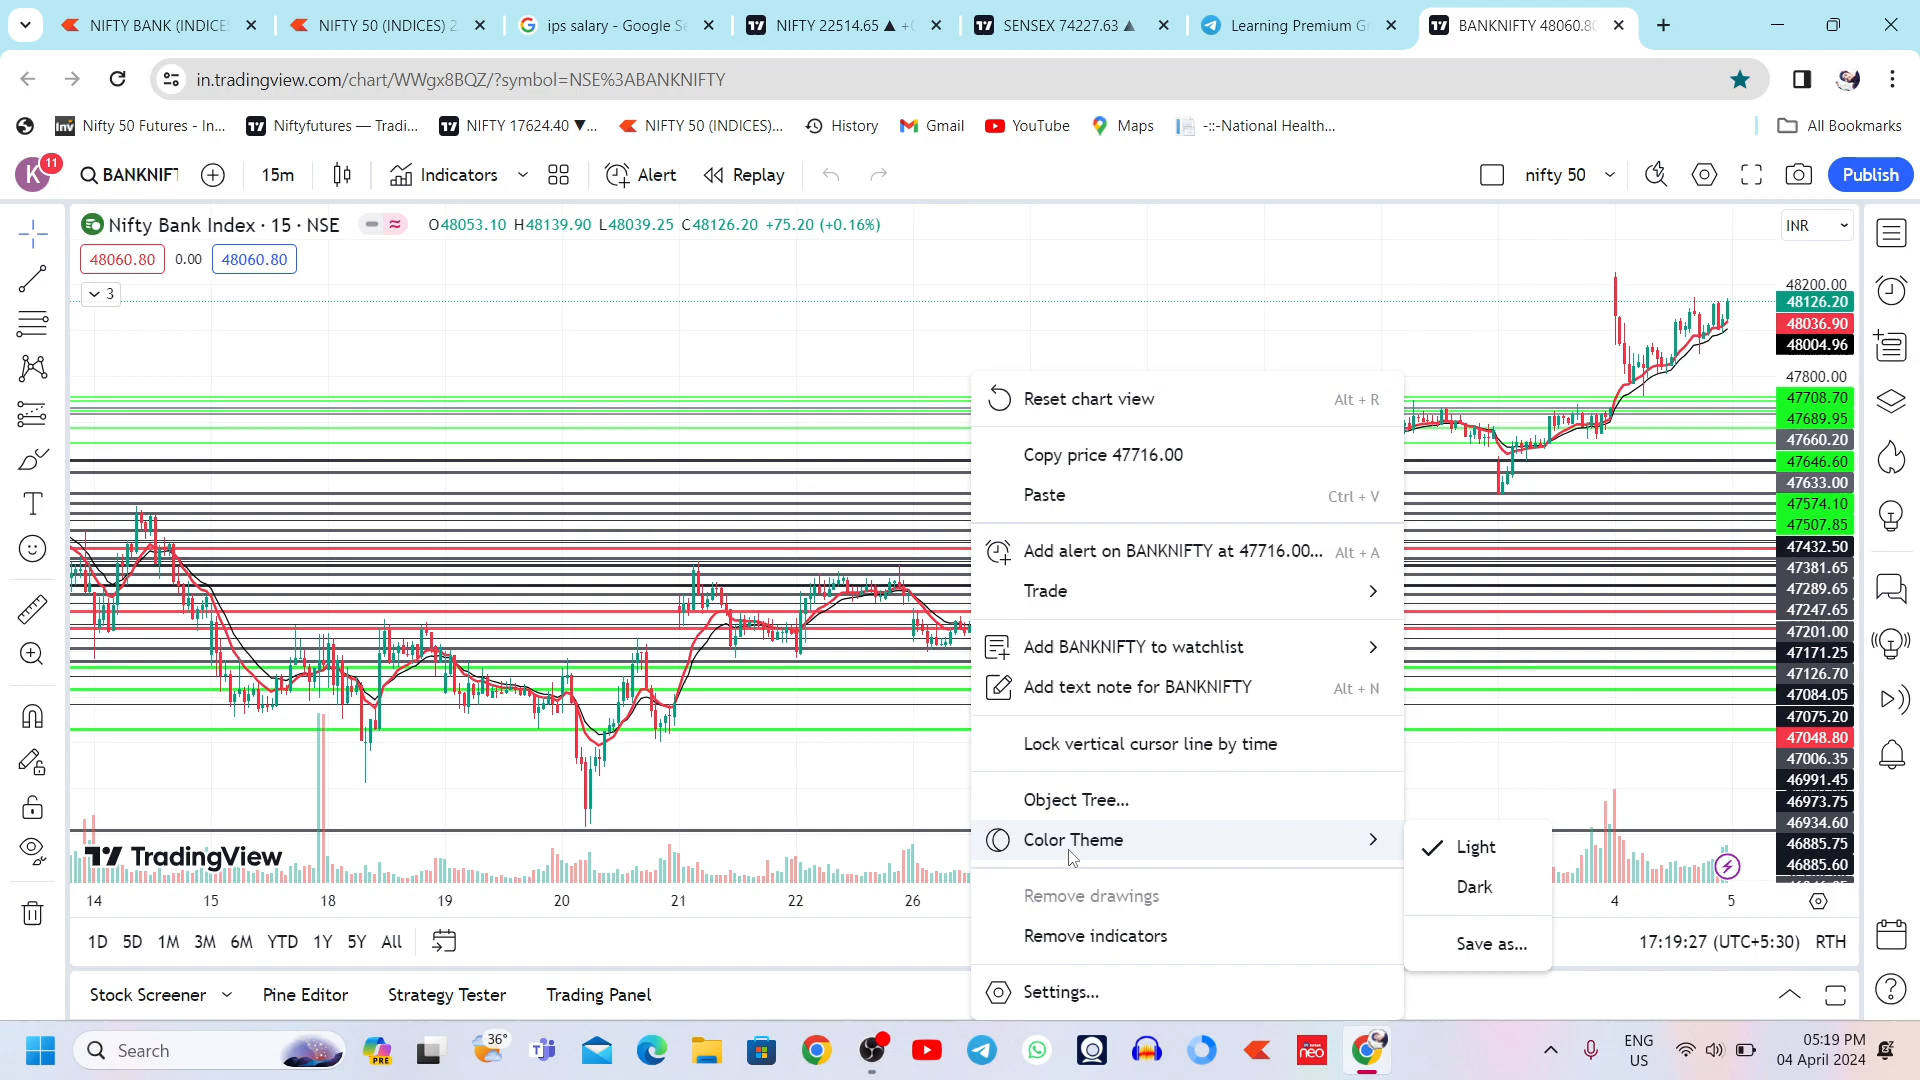 NIFTY BANK (INDICES
NIFTY 50 (INDICES) 2
ips salary - Google Se
NIFTY 22514.65 ▲ +0
SENSEX 74227.63 ▲
Learning Premium Gr
BANKNIFTY 48060.80
in.tradingview.com/chart/WWgx8BQZ/?symbol=NSE%3ABANKNIFTY
Inv Nifty 50 Futures - In...
Niftyfutures — Tradi...
NIFTY 17624.40 ▼...
NIFTY 50 (INDICES)...
History
Gmail
YouTube
Maps
-::-National Health...
All Bookmarks
K 11
BANKNIFT
15m
Indicators
Alert
Replay
nifty 50
Publish
Nifty Bank Index · 15 · NSE
O48053.10 H48139.90 L48039.25 C48126.20 +75.20 (+0.16%)
INR
48060.80 0.00 48060.80
3
48200.00
48126.20
48036.90
48004.96
47800.00
47708.70
47689.95
47660.20
47646.60
47633.00
47574.10
47507.85
47432.50
47381.65
47289.65
47247.65
47201.00
47171.25
47126.70
47084.05
47075.20
47048.80
47006.35
46991.45
46973.75
46934.60
46885.75
46885.60
Reset chart view Alt + R
Copy price 47716.00
Paste Ctrl + V
Add alert on BANKNIFTY at 47716.00... Alt + A
Trade
Add BANKNIFTY to watchlist
Add text note for BANKNIFTY Alt + N
Lock vertical cursor line by time
Object Tree...
Color Theme
Remove drawings
Remove indicators
Settings...
Light
Dark
Save as...
TradingView
14 15 18 19 20 21 22 26 4 5
1D 5D 1M 3M 6M YTD 1Y 5Y All
17:19:27 (UTC+5:30) RTH
Stock Screener
Pine Editor
Strategy Tester
Trading Panel
Search
PRE
36°
neo
ENG
US
05:19 PM
04 April 2024